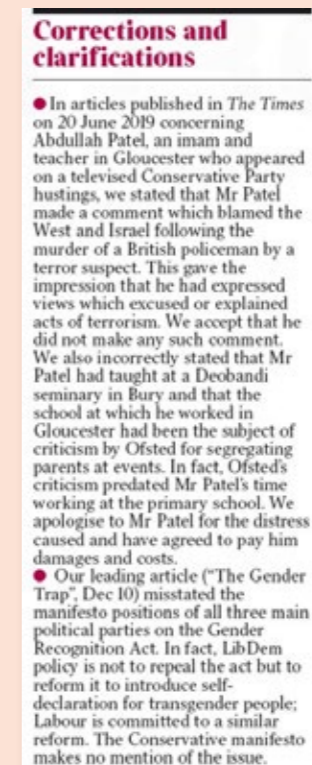 Corrections and
clarifications
● In articles published in The Times
on 20 June 2019 concerning
Abdullah Patel, an imam and
teacher in Gloucester who appeared
on a televised Conservative Party
hustings, we stated that Mr Patel
made a comment which blamed the
West and Israel following the
murder of a British policeman by a
terror suspect. This gave the
impression that he had expressed
views which excused or explained
acts of terrorism. We accept that he
did not make any such comment.
We also incorrectly stated that Mr
Patel had taught at a Deobandi
seminary in Bury and that the
school at which he worked in
Gloucester had been the subject of
criticism by Ofsted for segregating
parents at events. In fact, Ofsted's
criticism predated Mr Patel's time
working at the primary school. We
apologise to Mr Patel for the distress
caused and have agreed to pay him
damages and costs.
● Our leading article ("The Gender
Trap", Dec 10) misstated the
manifesto positions of all three main
political parties on the Gender
Recognition Act. In fact, Lib Dem
policy is not to repeal the act but to
reform it to introduce self-
declaration for transgender people;
Labour is committed to a similar
reform. The Conservative manifesto
makes no mention of the issue.